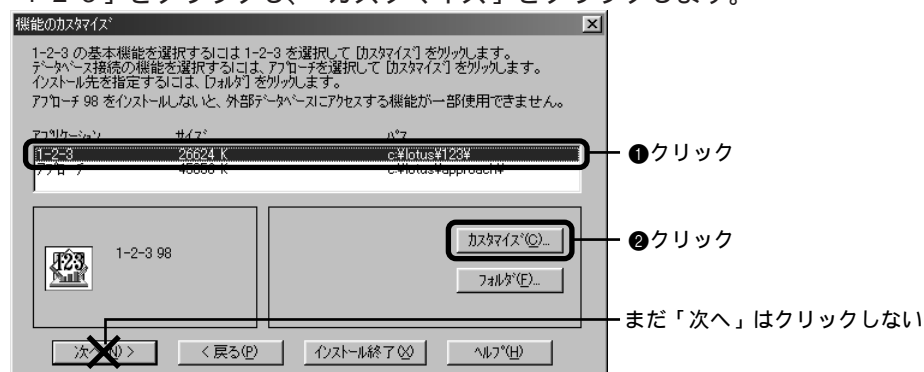 1-2-3」をクリックし、「カスタマイズ」をクリックします。
機能のカスタマイズ
1-2-3 の基本機能を選択するには 1-2-3 を選択して [カスタマイズ] をクリックします。
データベース接続の機能を選択するには、アプローチを選択して [カスタマイズ] をクリックします。
インストール先を指定するには、[フォルダ] をクリックします。
アプローチ 98 をインストールしないと、外部データベースにアクセスする機能が一部使用できません。
アプリケーション サイズ パス
1-2-3 26624 K c:¥lotus¥123¥
アプローチ c:¥lotus¥approach¥
❶クリック
1-2-3 98
カスタマイズ(C)...
❷クリック
フォルダ(F)...
まだ「次へ」はクリックしない
次へ(N) >
< 戻る(P)
インストール終了(X)
ヘルプ(H)